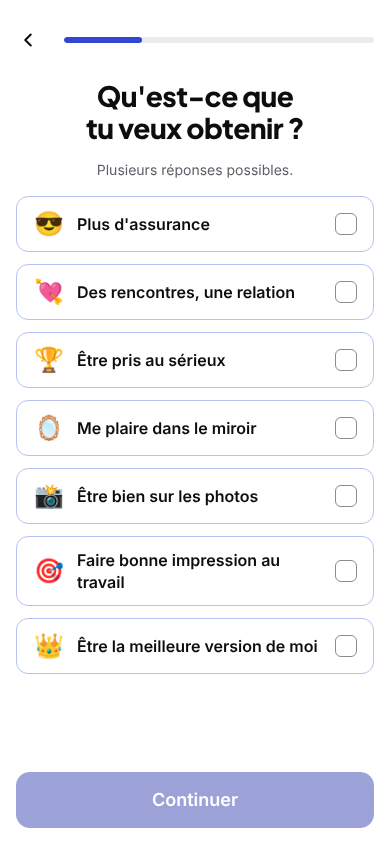 Qu'est-ce que
tu veux obtenir ?
Plusieurs réponses possibles.
Plus d'assurance
Des rencontres, une relation
Être pris au sérieux
Me plaire dans le miroir
Être bien sur les photos
Faire bonne impression au
travail
Être la meilleure version de moi
Continuer